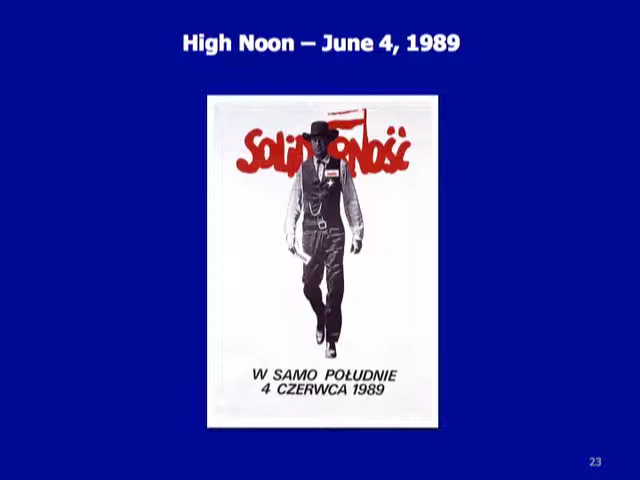 High Noon – June 4, 1989
SOLIDARNOŚĆ
W SAMO POŁUDNIE
4 CZERWCA 1989
23